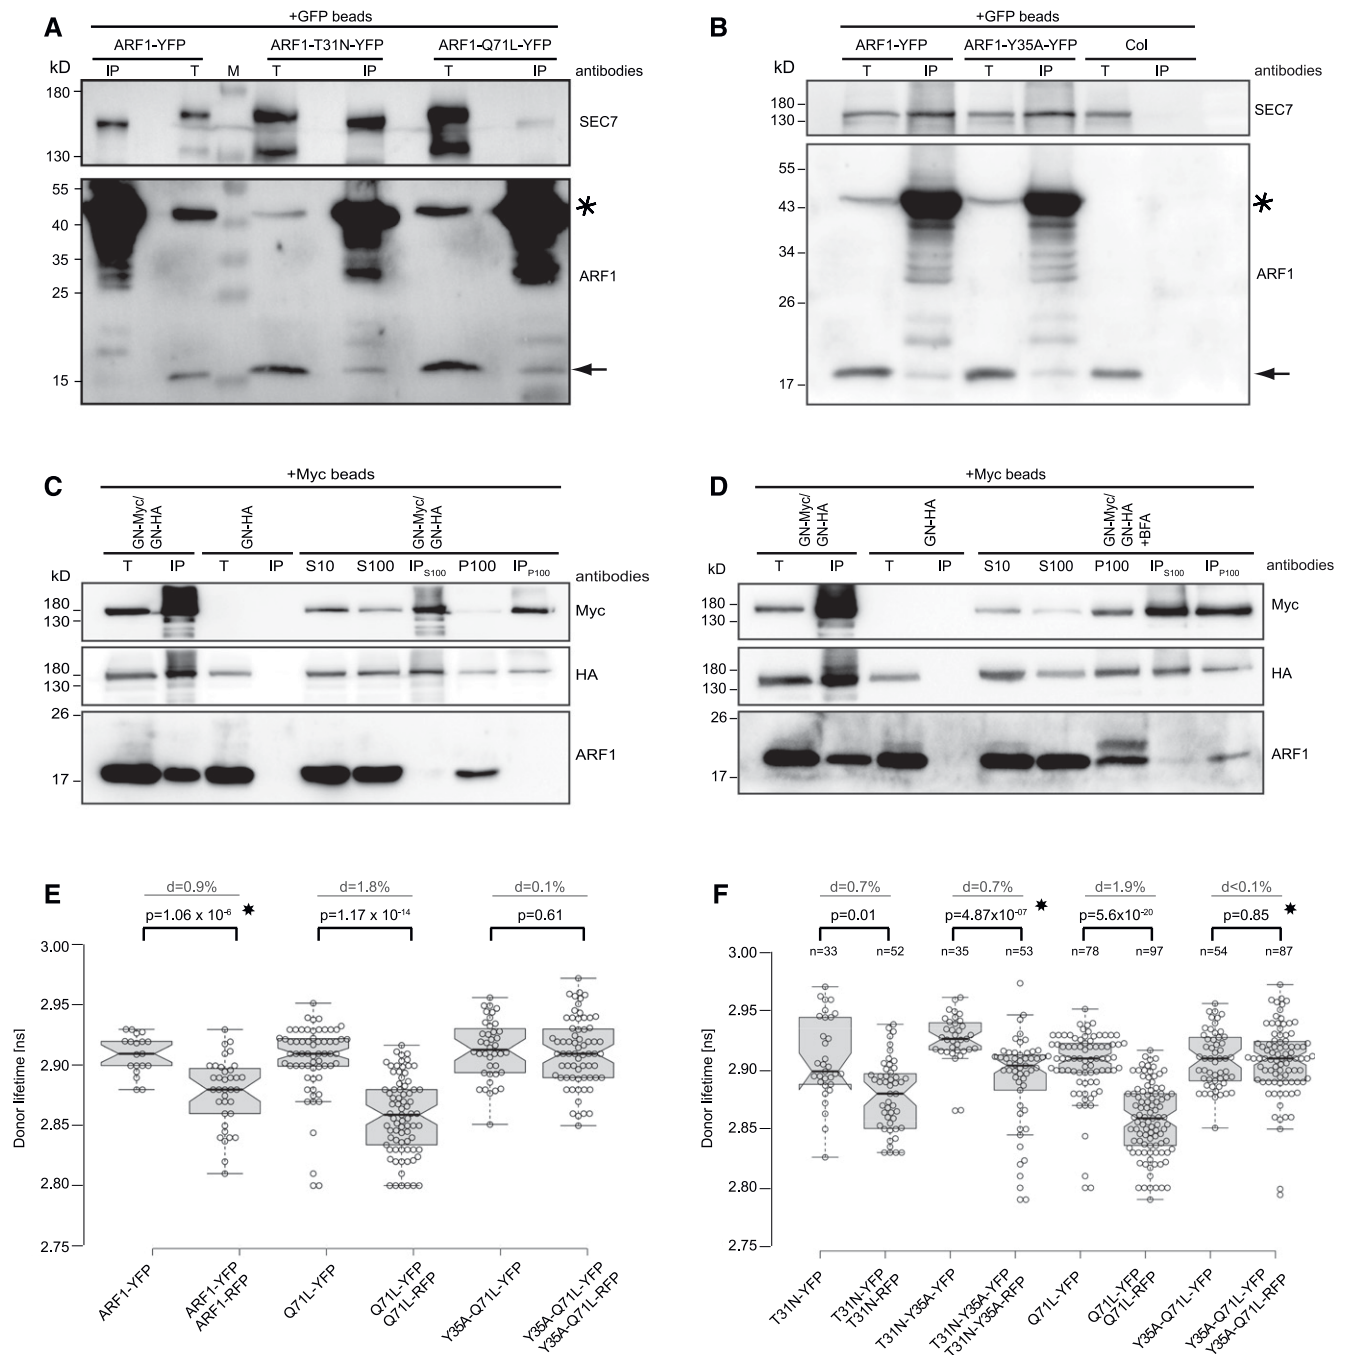 A
+GFP beads
ARF1-YFP ARF1-T31N-YFP ARF1-Q71L-YFP
kD IP T M T IP T IP antibodies
180
130
SEC7
55
40
35
25
15
ARF1
B
+GFP beads
ARF1-YFP ARF1-Y35A-YFP Col
kD T IP T IP T IP antibodies
180
130
SEC7
55
43
34
26
17
ARF1
C
+Myc beads
GN-Myc/
GN-HA
GN-HA
GN-Myc/
GN-HA
T IP T IP S10 S100 IP S100 P100 IP P100
kD antibodies
180
130
Myc
180
130
HA
26
17
ARF1
D
+Myc beads
GN-Myc/
GN-HA
GN-HA
GN-Myc/
GN-HA
+BFA
T IP T IP S10 S100 P100 IP S100 IP P100
kD antibodies
180
130
Myc
180
130
HA
26
17
ARF1
E
d=0.9% d=1.8% d=0.1%
p=1.06 x 10-6 p=1.17 x 10-14 p=0.61
3.00
2.95
2.90
2.85
2.80
2.75
Donor lifetime [ns]
ARF1-YFP
ARF1-YFP
ARF1-RFP
Q71L-YFP
Q71L-YFP
Q71L-RFP
Y35A-Q71L-YFP
Y35A-Q71L-YFP
Y35A-Q71L-RFP
F
d=0.7% d=0.7% d=1.9% d<0.1%
p=0.01 p=4.87x10-07 p=5.6x10-20 p=0.85
n=33 n=52 n=35 n=53 n=78 n=97 n=54 n=87
3.00
2.95
2.90
2.85
2.80
2.75
Donor lifetime [ns]
T31N-YFP
T31N-YFP
T31N-RFP
T31N-Y35A-YFP
T31N-Y35A-YFP
T31N-Y35A-RFP
Q71L-YFP
Q71L-YFP
Q71L-RFP
Y35A-Q71L-YFP
Y35A-Q71L-YFP
Y35A-Q71L-RFP